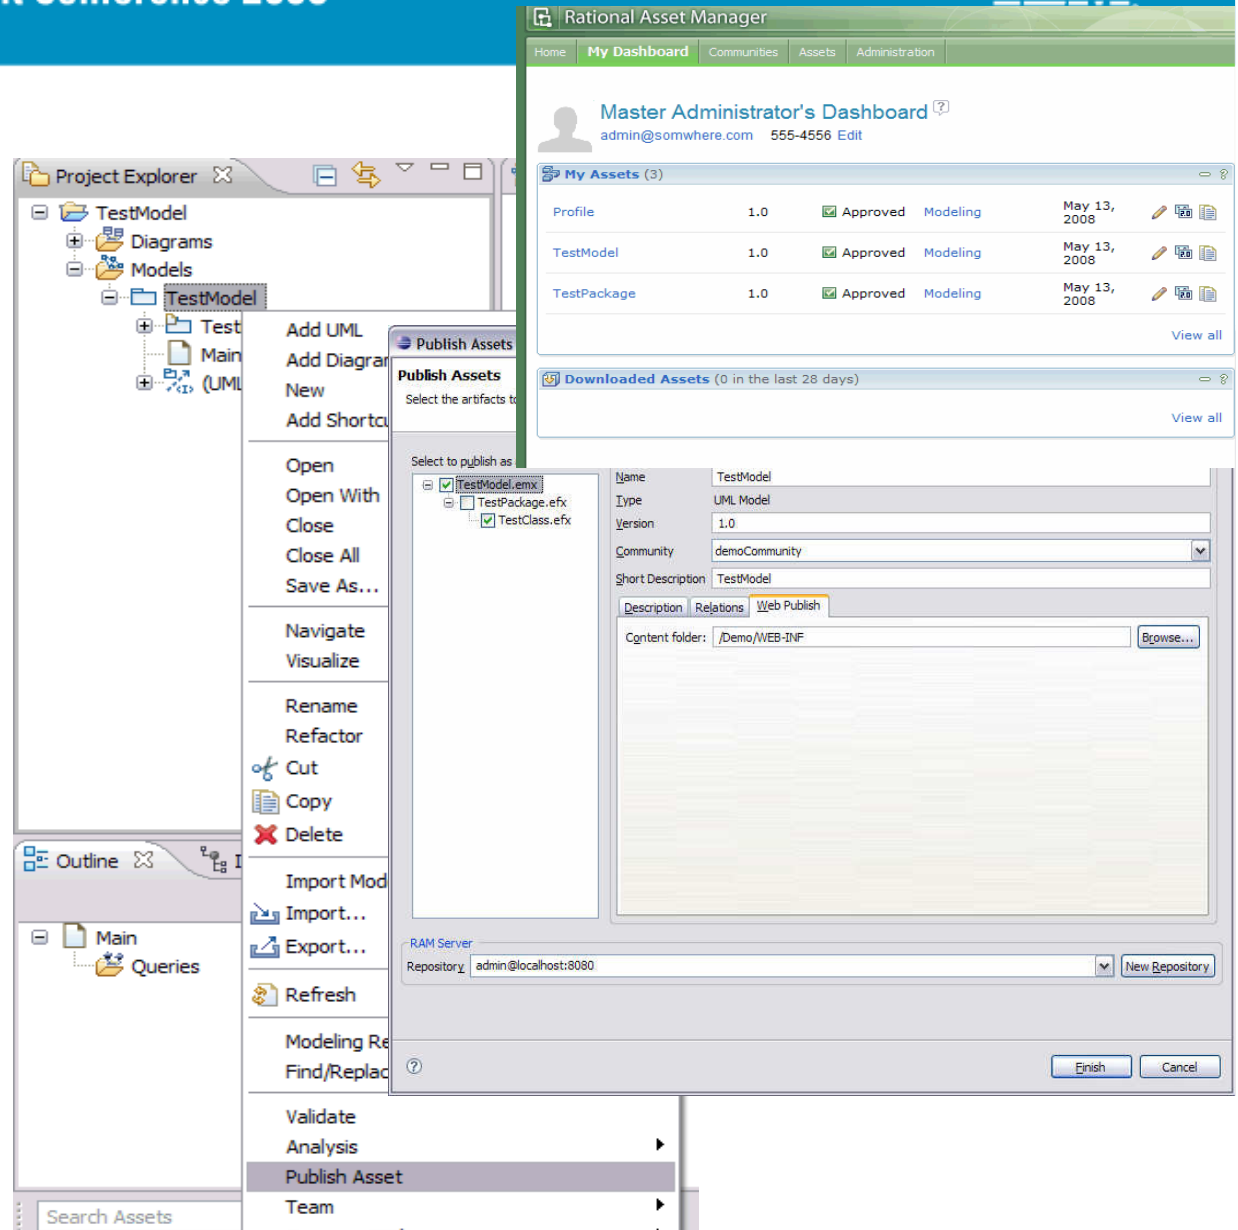 Conference
Rational Asset Manager
Home My Dashboard Communities Assets Administration
Master Administrator's Dashboard
admin@somwhere.com 555-4556 Edit
My Assets (3)
Profile 1.0 Approved Modeling May 13, 2008
TestModel 1.0 Approved Modeling May 13, 2008
TestPackage 1.0 Approved Modeling May 13, 2008
View all
Downloaded Assets (0 in the last 28 days)
View all
Project Explorer
TestModel
Diagrams
Models
TestModel
Test
Main
(UML
Add UML
Add Diagram
New
Add Shortcu
Open
Open With
Close
Close All
Save As...
Navigate
Visualize
Rename
Refactor
Cut
Copy
Delete
Import Mod
Import...
Export...
Refresh
Modeling Re
Find/Replac
Validate
Analysis
Publish Asset
Team
Publish Assets
Publish Assets
Select the artifacts to
Select to publish as
TestModel.emx
TestPackage.efx
TestClass.efx
Name TestModel
Type UML Model
Version 1.0
Community demoCommunity
Short Description TestModel
Description Relations Web Publish
Content folder: /Demo/WEB-INF Browse...
RAM Server
Repository admin@localhost:8080 New Repository
Finish Cancel
Outline
Main
Queries
Search Assets